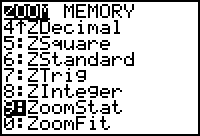 ZOOM MEMORY
4↑ZDecimal
5:ZSquare
6:ZStandard
7:ZTrig
8:ZInteger
9:ZoomStat
0:ZoomFit